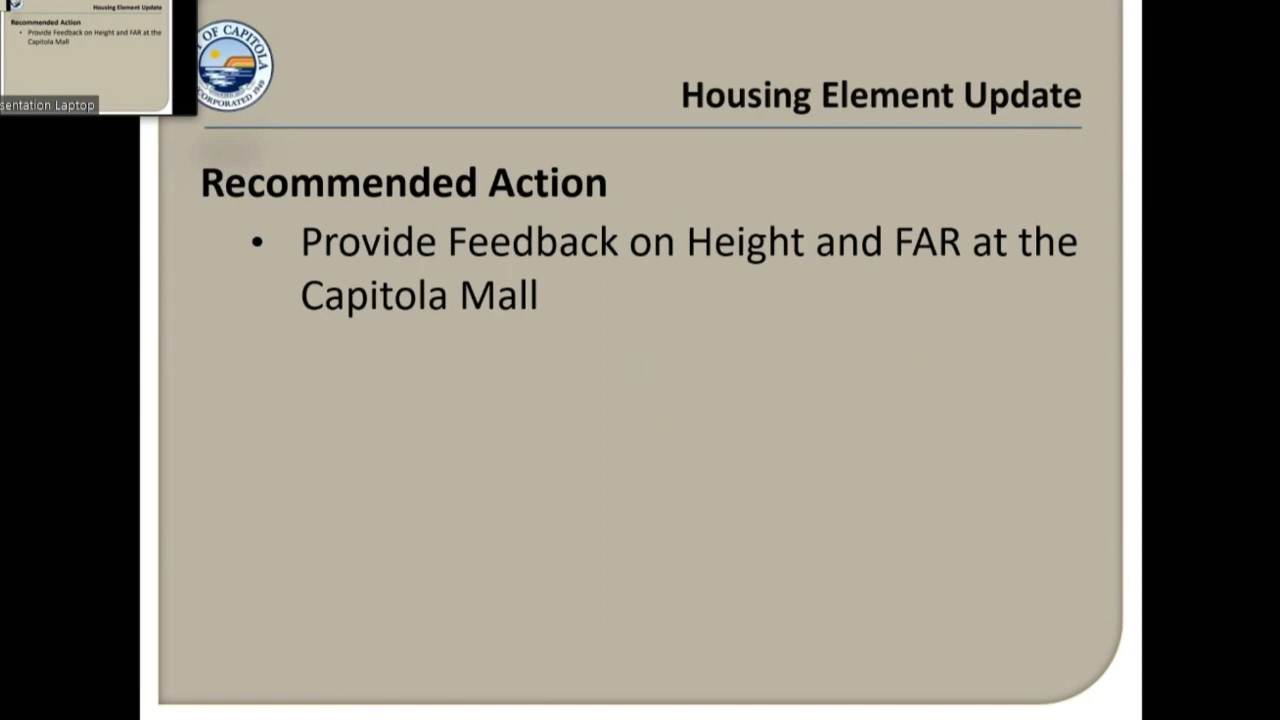 Housing Element Update
Recommended Action
• Provide Feedback on Height and FAR at the
Capitola Mall
sentation Laptop
OF CAPITOLA
CORPORATED 1949
Housing Element Update
Recommended Action
• Provide Feedback on Height and FAR at the
Capitola Mall